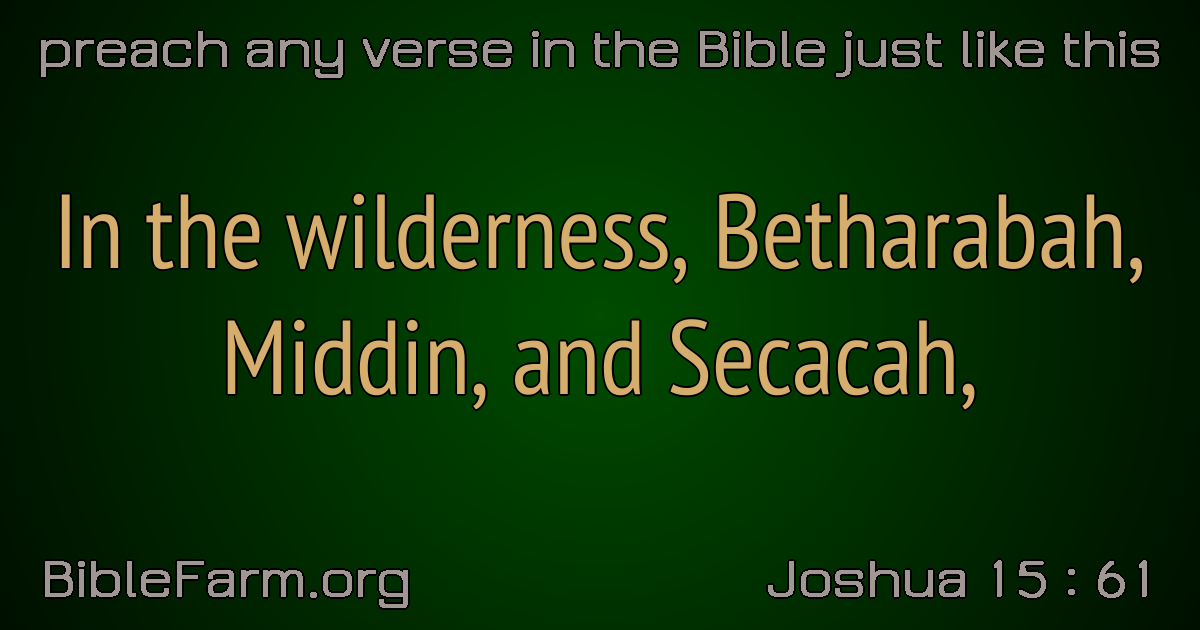 preach any verse in the Bible just like this
In the wilderness, Betharabah,
Middin, and Secacah,
BibleFarm.org
Joshua 15 : 61